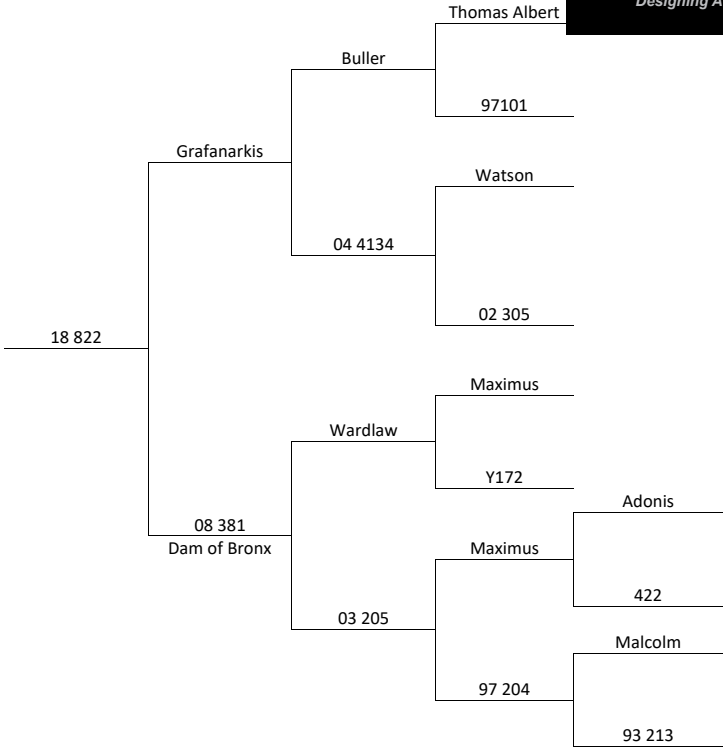 Designing A
Thomas Albert
Buller
97101
Grafanarkis
Watson
04 4134
02 305
18 822
Maximus
Wardlaw
Y172
Adonis
08 381
Dam of Bronx
Maximus
422
03 205
Malcolm
97 204
93 213